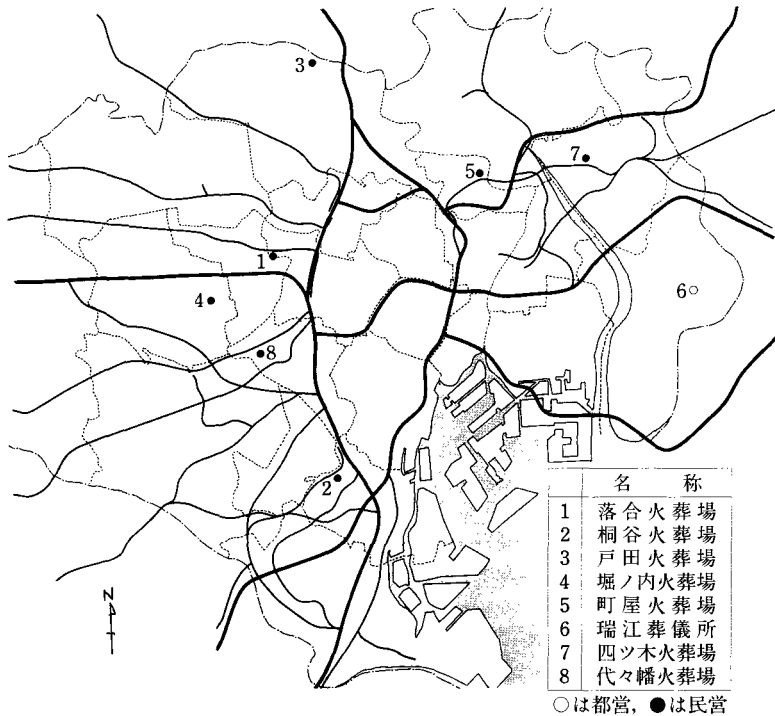 3
5
7
1
6
4
8
2
N
名称
1 落合火葬場
2 桐谷火葬場
3 戸田火葬場
4 堀ノ内火葬場
5 町屋火葬場
6 瑞江葬儀所
7 四ツ木火葬場
8 代々幡火葬場
○は都営，●は民営